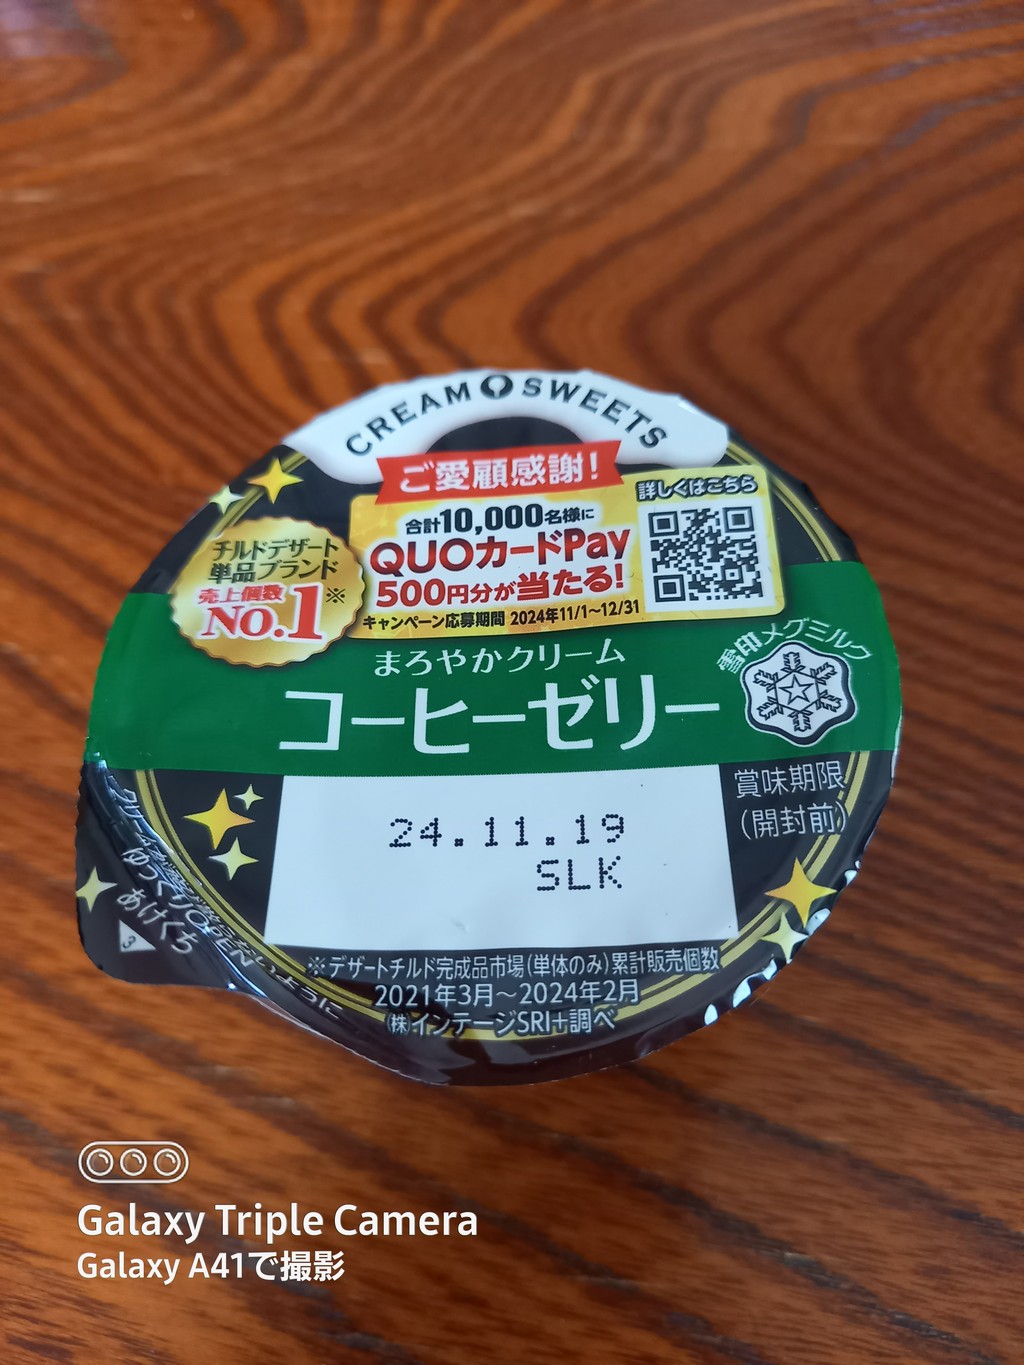 CREAM SWEETS
ご愛顧感謝!
合計10,000名様に
QUOカードPay
500円分が当たる!
キャンペーン応募期間 2024年11/1~12/31
詳しくはこちら
チルドデザート
単品ブランド
売上個数
No.1※
まろやかクリーム
コーヒーゼリー
雪印メグミルク
賞味期限
(開封前)
24.11.19
SLK
ゆっくりOPEN
あけくち
3
※デザートチルド完成品市場(単体のみ)累計販売個数
2021年3月~2024年2月
㈱インテージSRI+調べ
Galaxy Triple Camera
Galaxy A41で撮影